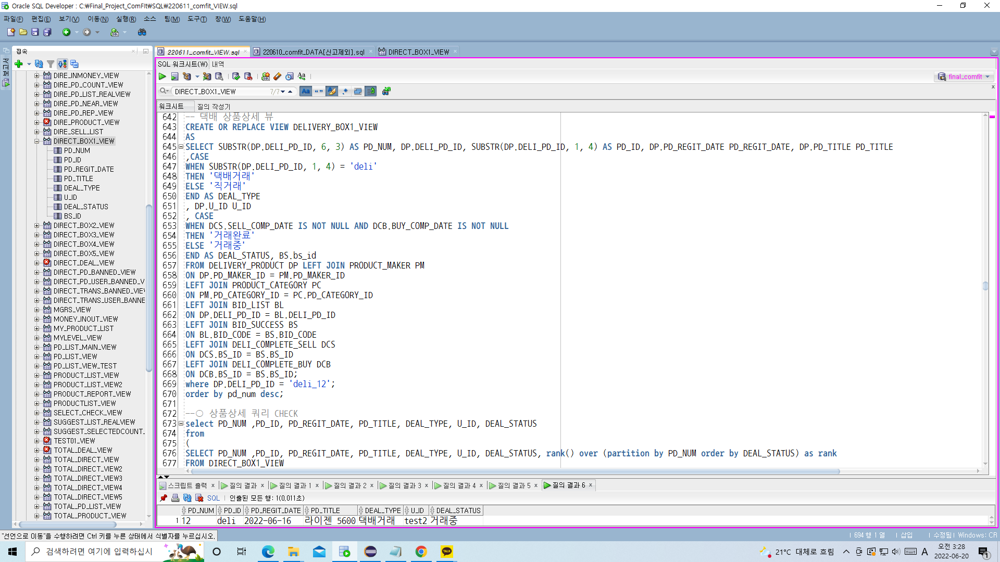 Oracle SQL Developer : C:₩Final_Project_ComFIt₩SQL₩220611_comfit_VIEW.sql
파일(F) 편집(E) 보기(V) 이동(N) 실행(R) 소스 팀(M) 도구(T) 창(W) 도움말(H)
접속
220611_comfit_VIEW.sql
220610_comfit_DATA[신고제외].sql
DIRECT_BOX1_VIEW
보고서
DIRE_INMONEY_VIEW
DIRE_PD_COUNT_VIEW
DIRE_PD_LIST_REALVIEW
DIRE_PD_NEAR_VIEW
DIRE_PD_REP_VIEW
DIRE_PRODUCT_VIEW
DIRE_SELL_LIST
DIRECT_BOX1_VIEW
PD_NUM
PD_ID
PD_REGIT_DATE
PD_TITLE
DEAL_TYPE
U_ID
DEAL_STATUS
BS_ID
DIRECT_BOX2_VIEW
DIRECT_BOX3_VIEW
DIRECT_BOX4_VIEW
DIRECT_BOX5_VIEW
DIRECT_DEAL_VIEW
DIRECT_PD_BANNED_VIEW
DIRECT_PD_USER_BANNED_V
DIRECT_TRANS_BANNED_VIE
DIRECT_TRANS_USER_BANNE
MGRS_VIEW
MONEY_INOUT_VIEW
MY_PRODUCT_LIST
MYLEVEL_VIEW
PD_LIST_MAIN_VIEW
PD_LIST_VIEW
PD_LIST_VIEW_TEST
PRODUCT_LIST_VIEW
PRODUCT_LIST_VIEW2
PRODUCT_REPORT_VIEW
PRODUCTLIST_VIEW
SELECT_CHECK_VIEW
SUGGEST_LIST_REALVIEW
SUGGEST_SELECTEDCOUNT_
TEST01_VIEW
TOTAL_DEAL_VIEW
TOTAL_DIRECT_VIEW
TOTAL_DIRECT_VIEW2
TOTAL_DIRECT_VIEW3
TOTAL_DIRECT_VIEW4
TOTAL_DIRECT_VIEW5
TOTAL_PD_LIST_VIEW
TOTAL_PRODUCT_VIEW
SQL 워크시트(W) 내역
final_comfit
DIRECT_BOX1_VIEW 7/7
워크시트 질의 작성기
642 -- 택배 상품상세 뷰
643 CREATE OR REPLACE VIEW DELIVERY_BOX1_VIEW
644 AS
645 SELECT SUBSTR(DP.DELI_PD_ID, 6, 3) AS PD_NUM, DP.DELI_PD_ID, SUBSTR(DP.DELI_PD_ID, 1, 4) AS PD_ID, DP.PD_REGIT_DATE PD_REGIT_DATE, DP.PD_TITLE PD_TITLE
646 ,CASE
647 WHEN SUBSTR(DP.DELI_PD_ID, 1, 4) = 'deli'
648 THEN '택배거래'
649 ELSE '직거래'
650 END AS DEAL_TYPE
651 , DP.U_ID U_ID
652 , CASE
653 WHEN DCS.SELL_COMP_DATE IS NOT NULL AND DCB.BUY_COMP_DATE IS NOT NULL
654 THEN '거래완료'
655 ELSE '거래중'
656 END AS DEAL_STATUS, BS.bs_id
657 FROM DELIVERY_PRODUCT DP LEFT JOIN PRODUCT_MAKER PM
658 ON DP.PD_MAKER_ID = PM.PD_MAKER_ID
659 LEFT JOIN PRODUCT_CATEGORY PC
660 ON PM.PD_CATEGORY_ID = PC.PD_CATEGORY_ID
661 LEFT JOIN BID_LIST BL
662 ON DP.DELI_PD_ID = BL.DELI_PD_ID
663 LEFT JOIN BID_SUCCESS BS
664 ON BL.BID_CODE = BS.BID_CODE
665 LEFT JOIN DELI_COMPLETE_SELL DCS
666 ON DCS.BS_ID = BS.BS_ID
667 LEFT JOIN DELI_COMPLETE_BUY DCB
668 ON DCB.BS_ID = BS.BS_ID;
669 where DP.DELI_PD_ID = 'deli_12';
670 order by pd_num desc;
671
672 --○ 상품상세 쿼리 CHECK
673 select PD_NUM ,PD_ID, PD_REGIT_DATE, PD_TITLE, DEAL_TYPE, U_ID, DEAL_STATUS
674 from
675 (
676 SELECT PD_NUM ,PD_ID, PD_REGIT_DATE, PD_TITLE, DEAL_TYPE, U_ID, DEAL_STATUS, rank() over (partition by PD_NUM order by DEAL_STATUS) as rank
677 FROM DIRECT_BOX1_VIEW
스크립트 출력 질의 결과 질의 결과 1 질의 결과 2 질의 결과 3 질의 결과 4 질의 결과 5 질의 결과 6
SQL 인출된 모든 행: 1(0,011초)
PD_NUM PD_ID PD_REGIT_DATE PD_TITLE DEAL_TYPE U_ID DEAL_STATUS
1 12 deli 2022-06-16 라이젠 5600 택배거래 test2 거래중
"선언으로 이동"을 수행하려면 Ctrl 키를 누른 상태에서 식별자를 누르십시오.
694 행 1 열 삽입 수정됨 Windows: CR
검색하려면 여기에 입력하십시
TALK
21°C 대체로 흐림
A
오전 3:28
2022-06-20
1